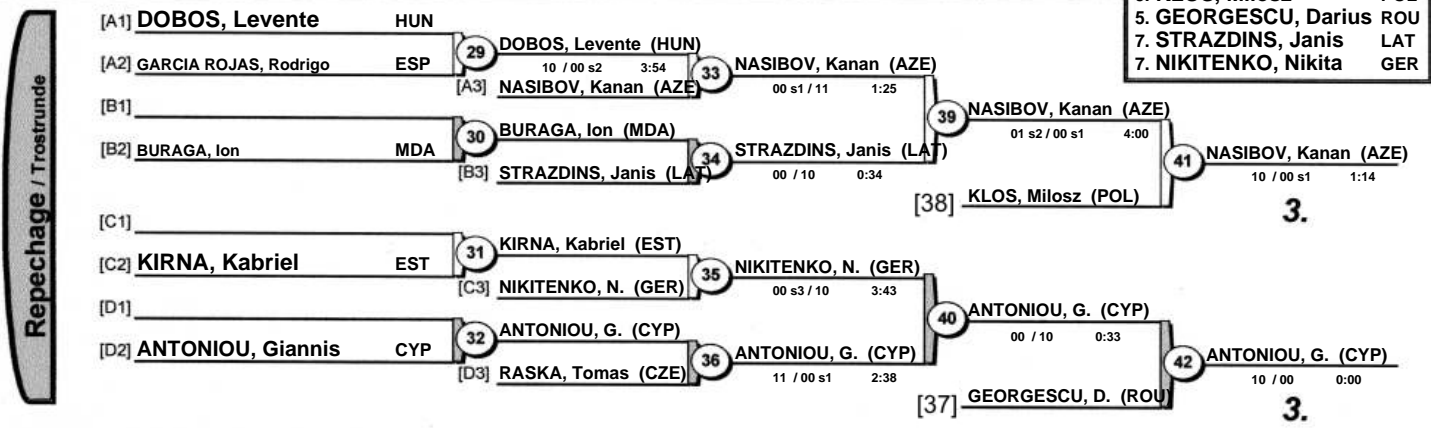 5. GEORGESCU, Darius ROU
7. STRAZDINS, Janis LAT
7. NIKITENKO, Nikita GER
Repechage / Trostrunde
[A1] DOBOS, Levente HUN
[A2] GARCIA ROJAS, Rodrigo ESP
[B1]
[B2] BURAGA, Ion MDA
[C1]
[C2] KIRNA, Kabriel EST
[D1]
[D2] ANTONIOU, Giannis CYP
29
DOBOS, Levente (HUN)
10 / 00 s2 3:54
[A3] NASIBOV, Kanan (AZE)
30
BURAGA, Ion (MDA)
[B3] STRAZDINS, Janis (LAT)
31
KIRNA, Kabriel (EST)
[C3] NIKITENKO, N. (GER)
32
ANTONIOU, G. (CYP)
[D3] RASKA, Tomas (CZE)
33
NASIBOV, Kanan (AZE)
00 s1 / 11 1:25
34
STRAZDINS, Janis (LAT)
00 / 10 0:34
35
NIKITENKO, N. (GER)
00 s3 / 10 3:43
36
ANTONIOU, G. (CYP)
11 / 00 s1 2:38
39
NASIBOV, Kanan (AZE)
01 s2 / 00 s1 4:00
[38] KLOS, Milosz (POL)
40
ANTONIOU, G. (CYP)
00 / 10 0:33
[37] GEORGESCU, D. (ROU)
41
NASIBOV, Kanan (AZE)
10 / 00 s1 1:14
3.
42
ANTONIOU, G. (CYP)
10 / 00 0:00
3.